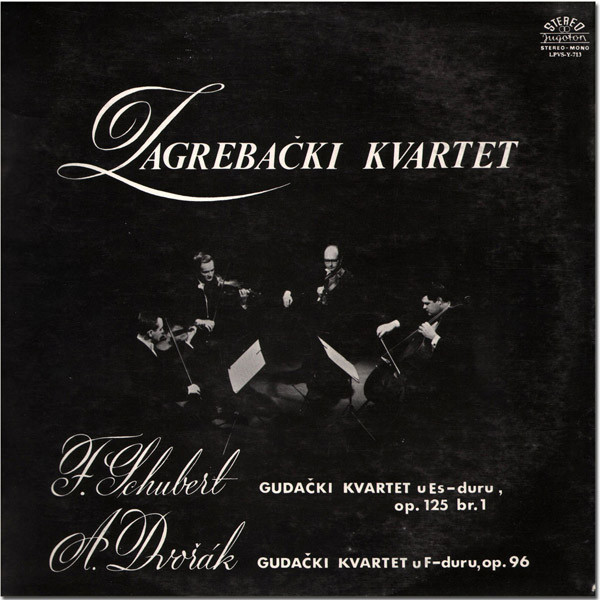 STEREO
Jugoton
STEREO-MONO
LPVS-Y-713
ZAGREBAČKI KVARTET
F. Schubert
GUDAČKI KVARTET u Es-duru,
op. 125 br. 1
A. Dvořák
GUDAČKI KVARTET u F-duru, op. 96